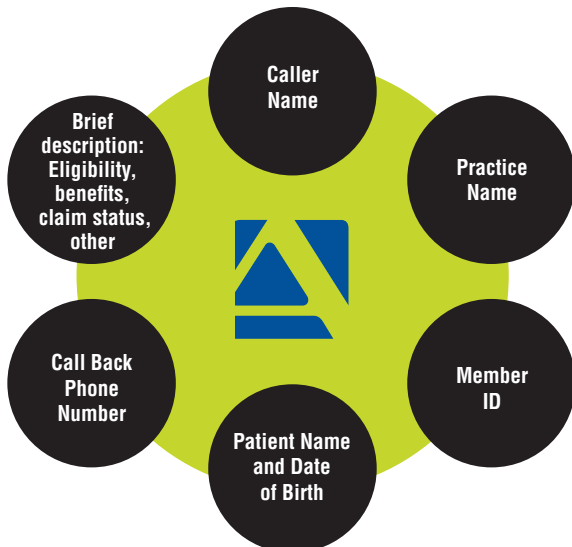 Caller
Name
Practice
Name
Member
ID
Patient Name
and Date
of Birth
Call Back
Phone
Number
Brief
description:
Eligibility,
benefits,
claim status,
other